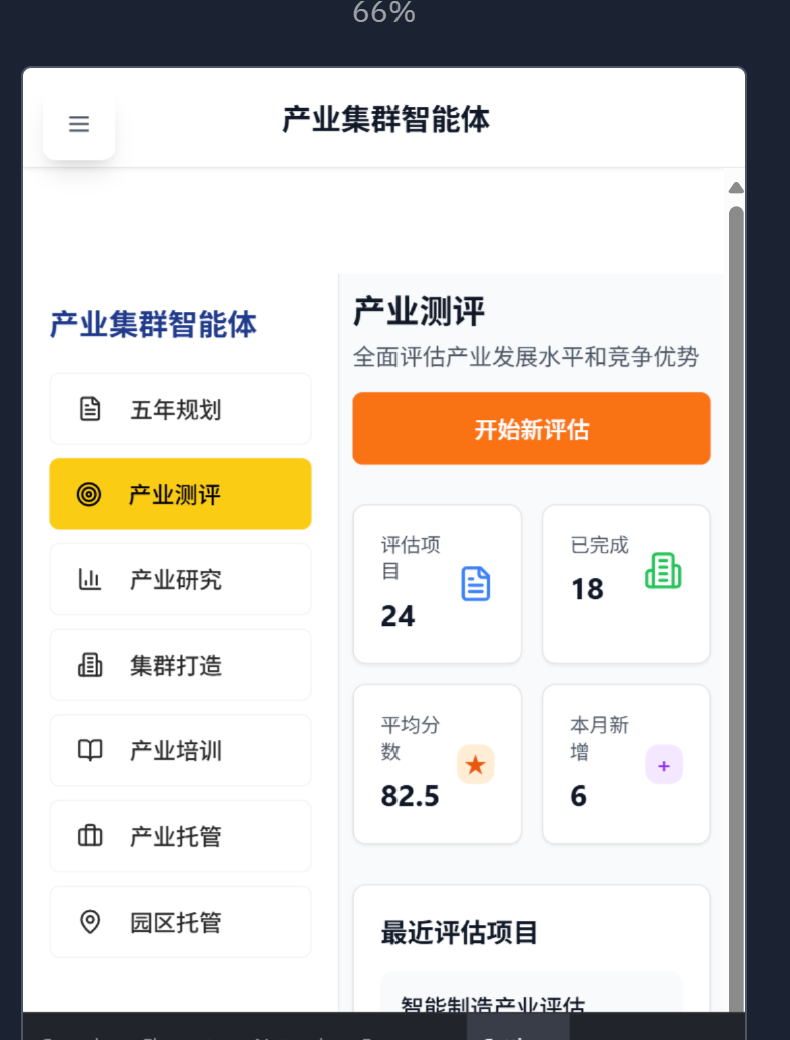 66%
产业集群智能体
产业集群智能体
五年规划
产业测评
产业研究
集群打造
产业培训
产业托管
园区托管
产业测评
全面评估产业发展水平和竞争优势
开始新评估
评估项
目
24
已完成
18
平均分
数
82.5
本月新
增
6
最近评估项目
智能制造产业评估